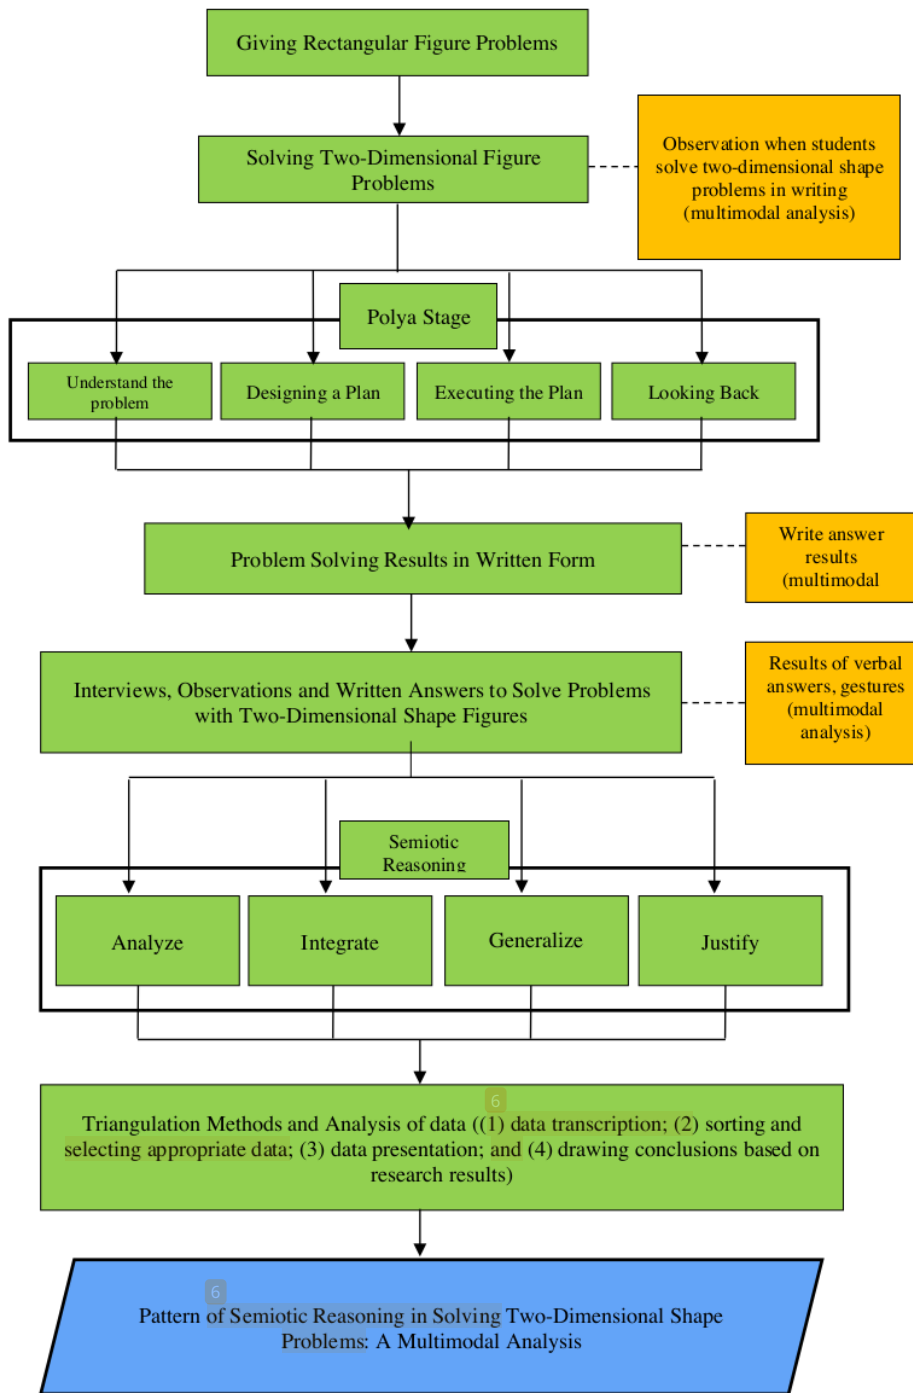 Giving Rectangular Figure Problems
Solving Two-Dimensional Figure
Problems
Observation when students
solve two-dimensional shape
problems in writing
(multimodal analysis)
Polya Stage
Understand the
problem
Designing a Plan
Executing the Plan
Looking Back
Problem Solving Results in Written Form
Write answer
results
(multimodal
Interviews, Observations and Written Answers to Solve Problems
with Two-Dimensional Shape Figures
Results of verbal
answers, gestures
(multimodal
analysis)
Semiotic
Reasoning
Analyze
Integrate
Generalize
Justify
6
Triangulation Methods and Analysis of data ((1) data transcription; (2) sorting and
selecting appropriate data; (3) data presentation; and (4) drawing conclusions based on
research results)
6
Pattern of Semiotic Reasoning in Solving Two-Dimensional Shape
Problems: A Multimodal Analysis